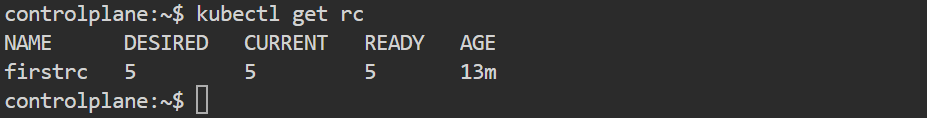 controlplane:~$ kubectl get rc
NAME      DESIRED   CURRENT   READY   AGE
firstrc   5         5         5       13m
controlplane:~$